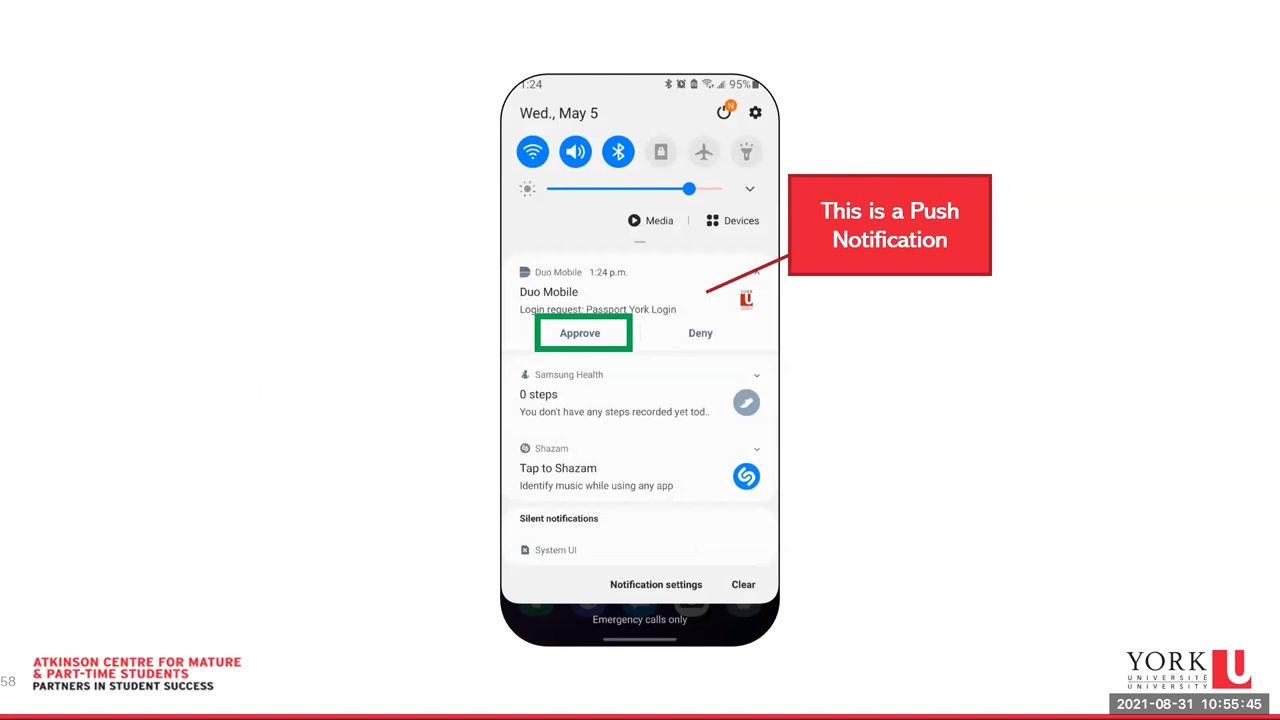 1:24
95%
Wed., May 5
N
Media
Devices
Duo Mobile 1:24 p.m.
Duo Mobile
Login request: Passport York Login
Approve
Deny
This is a Push
Notification
Samsung Health
0 steps
You don't have any steps recorded yet tod..
Shazam
Tap to Shazam
Identify music while using any app
Silent notifications
System UI
Notification settings
Clear
Emergency calls only
58
ATKINSON CENTRE FOR MATURE
& PART-TIME STUDENTS
PARTNERS IN STUDENT SUCCESS
YORK U
UNIVERSITÉ
UNIVERSITY
2021-08-31 10:55:45